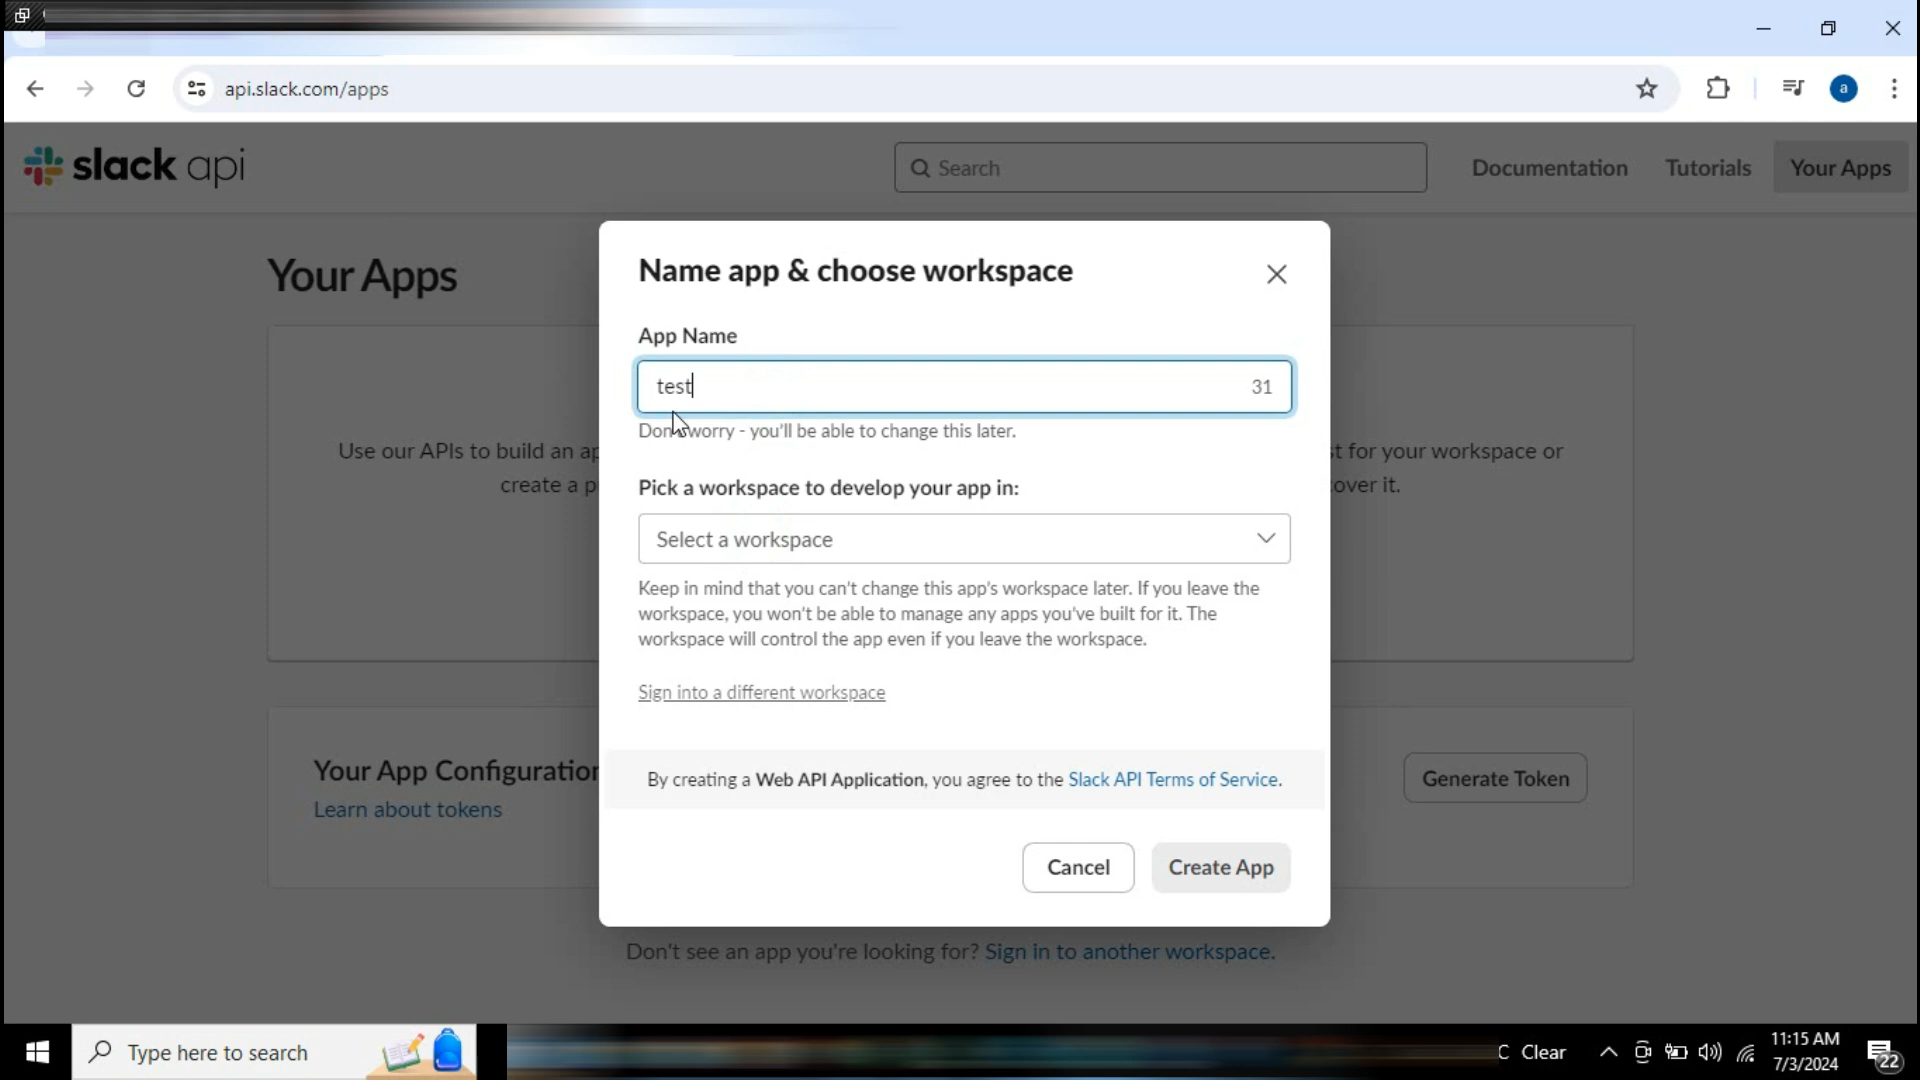 api.slack.com/apps
a
slack api
Search
Documentation
Tutorials
Your Apps
Your Apps
Name app & choose workspace
App Name
test
31
Don worry - you'll be able to change this later.
Use our APIs to build an ap
st for your workspace or
create a p
over it.
Pick a workspace to develop your app in:
Select a workspace
Keep in mind that you can't change this app's workspace later. If you leave the
workspace, you won't be able to manage any apps you've built for it. The
workspace will control the app even if you leave the workspace.
Sign into a different workspace
Your App Configuration
Learn about tokens
Generate Token
By creating a Web API Application, you agree to the Slack API Terms of Service.
Cancel
Create App
Don't see an app you're looking for? Sign in to another workspace.
Type here to search
C Clear
11:15 AM
7/3/2024
22